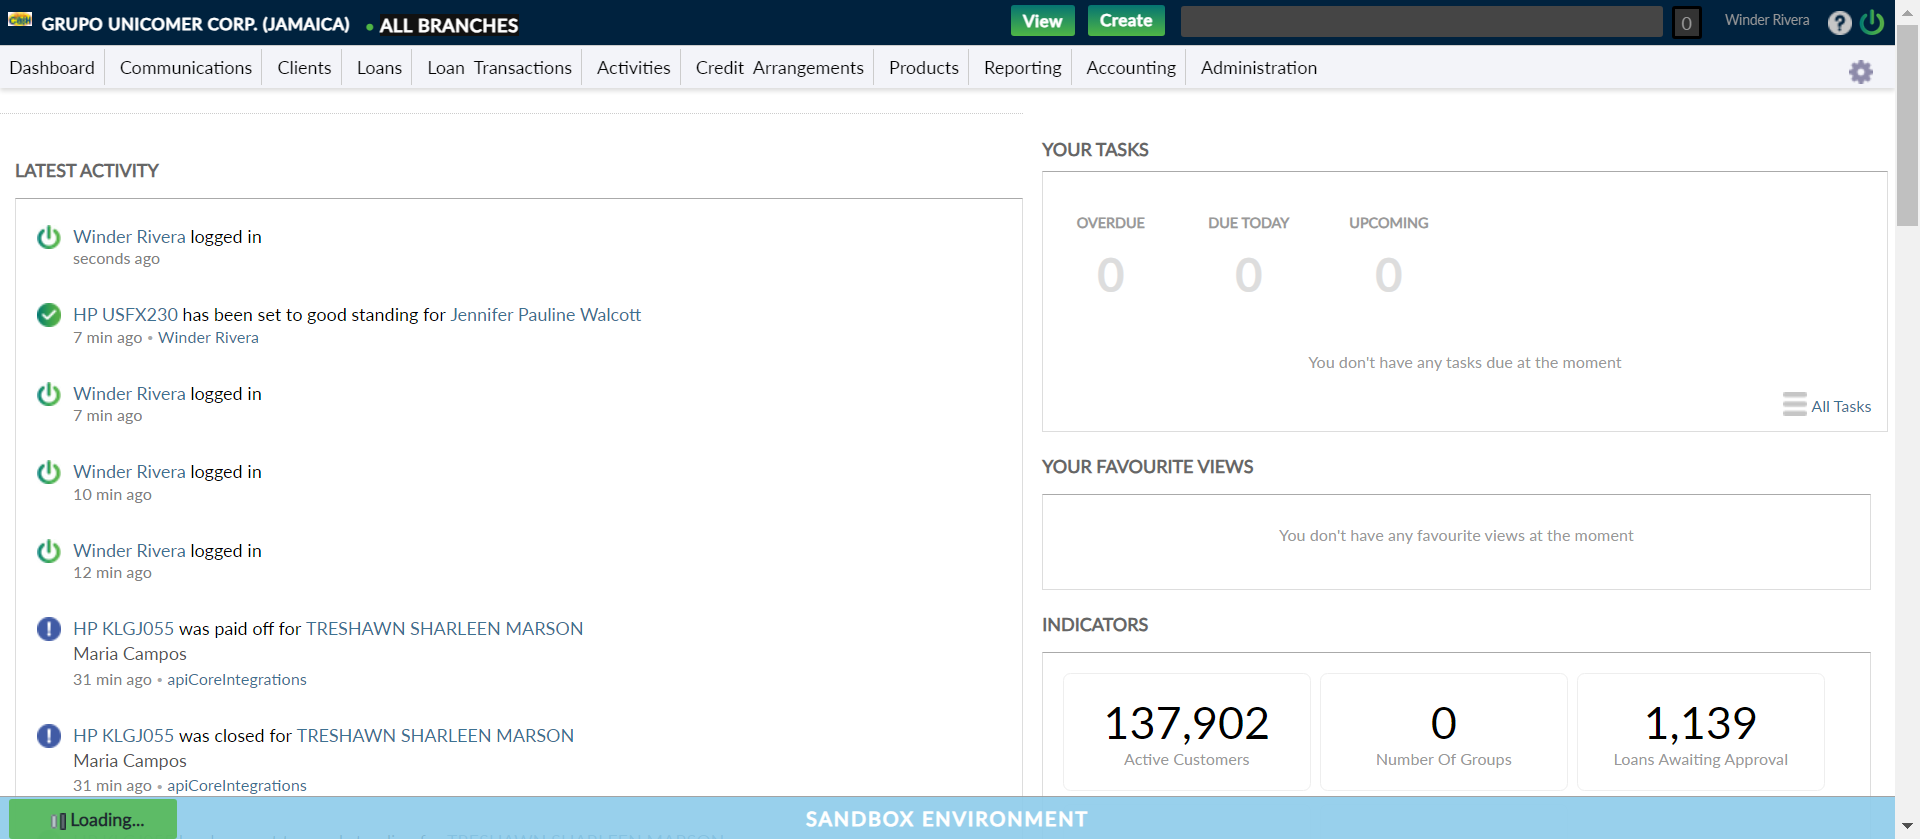 Cash
GRUPO UNICOMER CORP. (JAMAICA) • ALL BRANCHES
View
Create
0
Winder Rivera
?
Dashboard
Communications
Clients
Loans
Loan Transactions
Activities
Credit Arrangements
Products
Reporting
Accounting
Administration
LATEST ACTIVITY
Winder Rivera logged in
seconds ago
HP USFX230 has been set to good standing for Jennifer Pauline Walcott
7 min ago • Winder Rivera
Winder Rivera logged in
7 min ago
Winder Rivera logged in
10 min ago
Winder Rivera logged in
12 min ago
HP KLGJ055 was paid off for TRESHAWN SHARLEEN MARSON
Maria Campos
31 min ago • apiCoreIntegrations
HP KLGJ055 was closed for TRESHAWN SHARLEEN MARSON
Maria Campos
31 min ago • apiCoreIntegrations
YOUR TASKS
OVERDUE
0
DUE TODAY
0
UPCOMING
0
You don't have any tasks due at the moment
All Tasks
YOUR FAVOURITE VIEWS
You don't have any favourite views at the moment
INDICATORS
137,902
Active Customers
0
Number Of Groups
1,139
Loans Awaiting Approval
Loading...
SANDBOX ENVIRONMENT